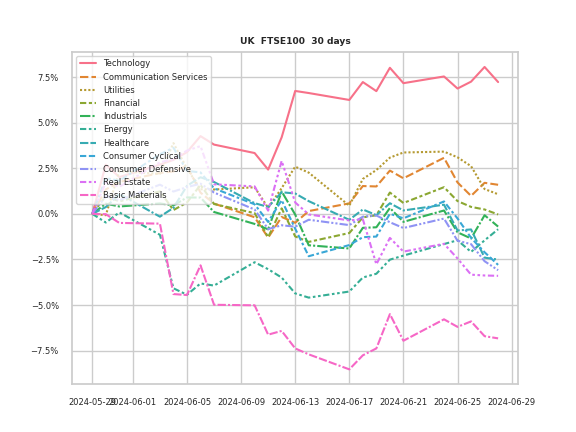 UK FTSE100 30 days
Technology
Communication Services
Utilities
Financial
Industrials
Energy
Healthcare
Consumer Cyclical
Consumer Defensive
Real Estate
Basic Materials
7.5%
5.0%
2.5%
0.0%
−2.5%
−5.0%
−7.5%
2024-05-29 2024-06-01 2024-06-05 2024-06-09 2024-06-13 2024-06-17 2024-06-21 2024-06-25 2024-06-29